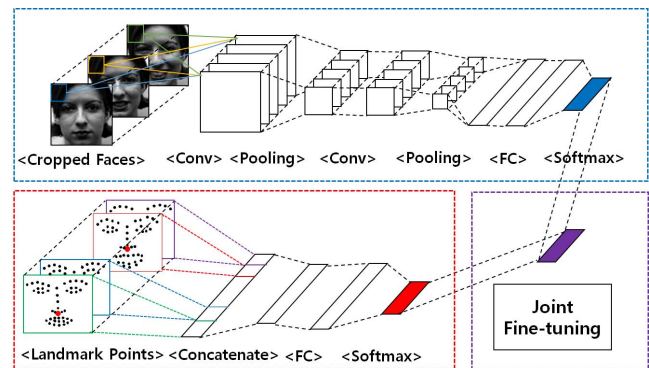 <Cropped Faces> <Conv> <Pooling> <Conv> <Pooling> <FC> <Softmax>
<Landmark Points> <Concatenate> <FC> <Softmax>
Joint
Fine-tuning